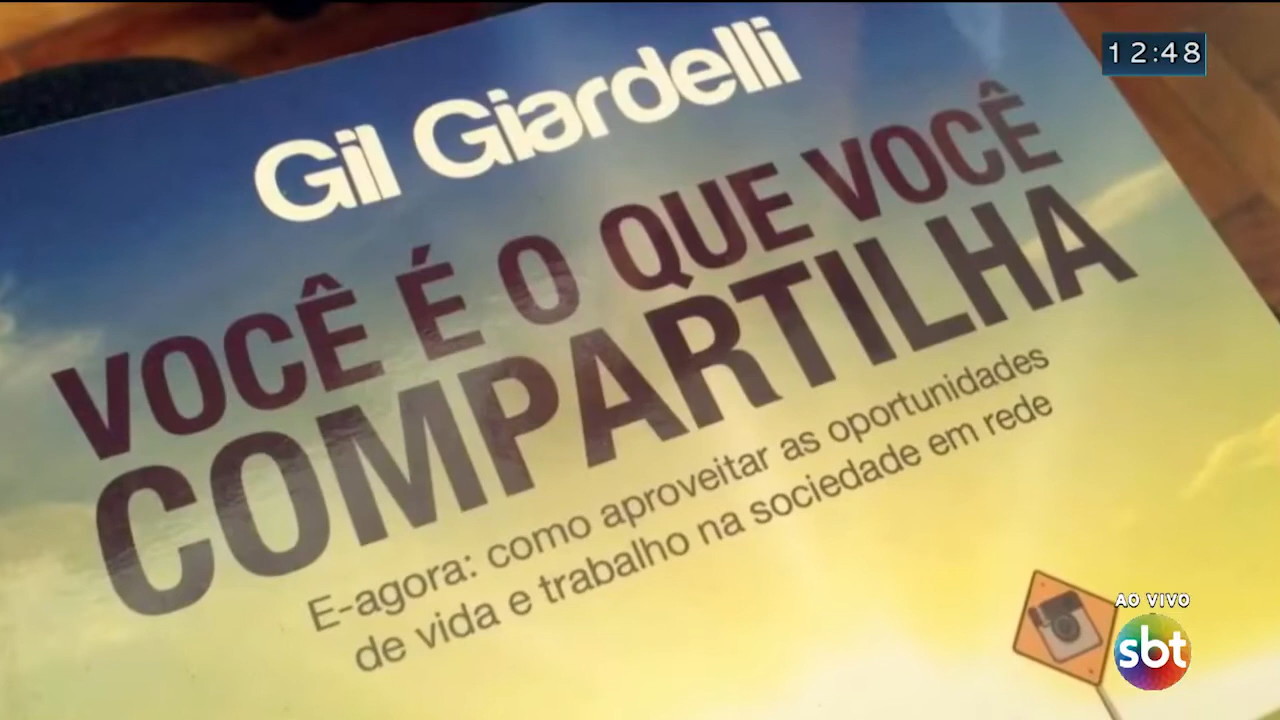 12:48
Gil Giardelli
VOCÊ É O QUE VOCÊ
COMPARTILHA
E-agora: como aproveitar as oportunidades
de vida e trabalho na sociedade em rede
AO VIVO
sbt